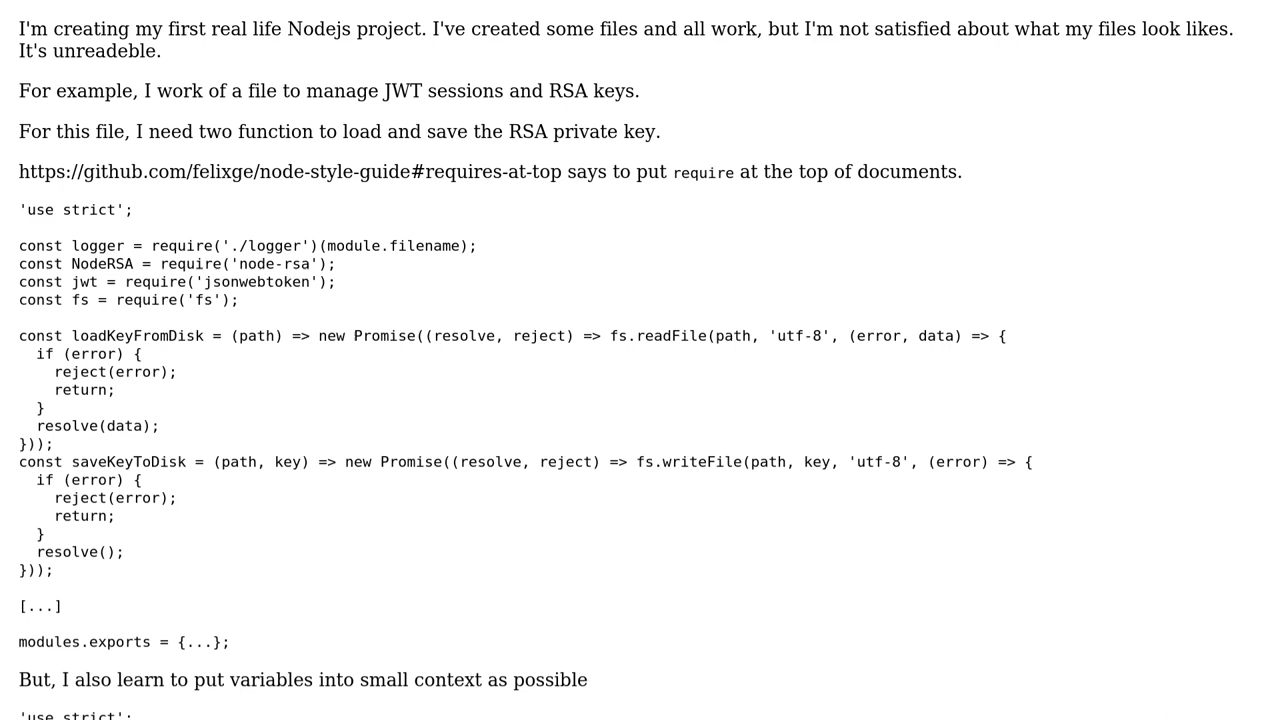 I'm creating my first real life Nodejs project. I've created some files and all work, but I'm not satisfied about what my files look likes.
It's unreadeble.
For example, I work of a file to manage JWT sessions and RSA keys.
For this file, I need two function to load and save the RSA private key.
https://github.com/felixge/node-style-guide#requires-at-top says to put require at the top of documents.
'use strict';
const logger = require('./logger')(module.filename);
const NodeRSA = require('node-rsa');
const jwt = require('jsonwebtoken');
const fs = require('fs');
const loadKeyFromDisk = (path) => new Promise((resolve, reject) => fs.readFile(path, 'utf-8', (error, data) => {
  if (error) {
    reject(error);
    return;
  }
  resolve(data);
}));
const saveKeyToDisk = (path, key) => new Promise((resolve, reject) => fs.writeFile(path, key, 'utf-8', (error) => {
  if (error) {
    reject(error);
    return;
  }
  resolve();
}));
[...]
modules.exports = {...};
But, I also learn to put variables into small context as possible
'use strict';